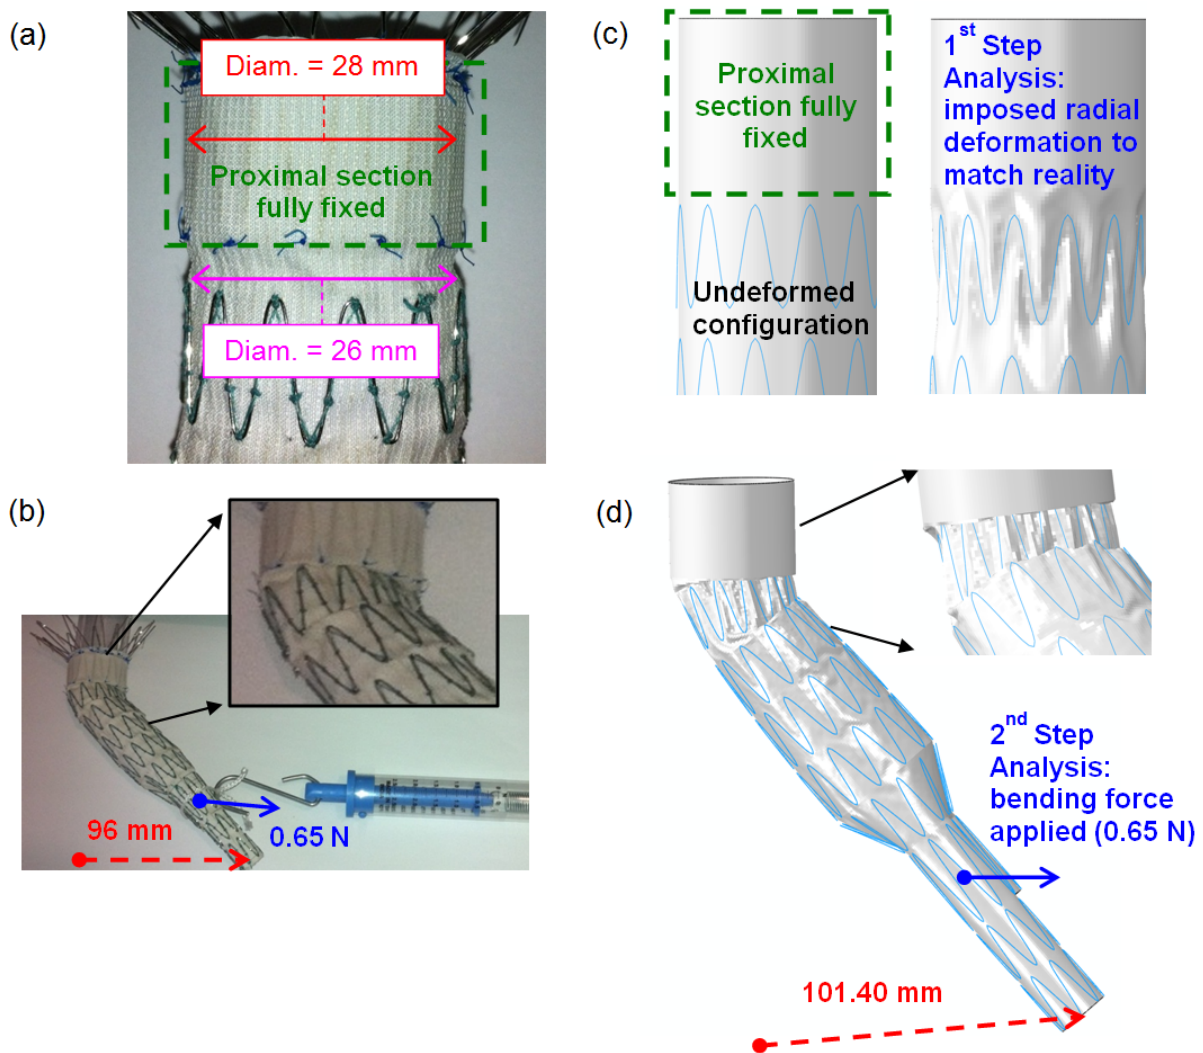 (a)
Diam. = 28 mm
Proximal section
fully fixed
Diam. = 26 mm
(b)
96 mm
0.65 N
(c)
Proximal
section fully
fixed
Undeformed
configuration
1st Step
Analysis:
imposed radial
deformation to
match reality
(d)
2nd Step
Analysis:
bending force
applied (0.65 N)
101.40 mm